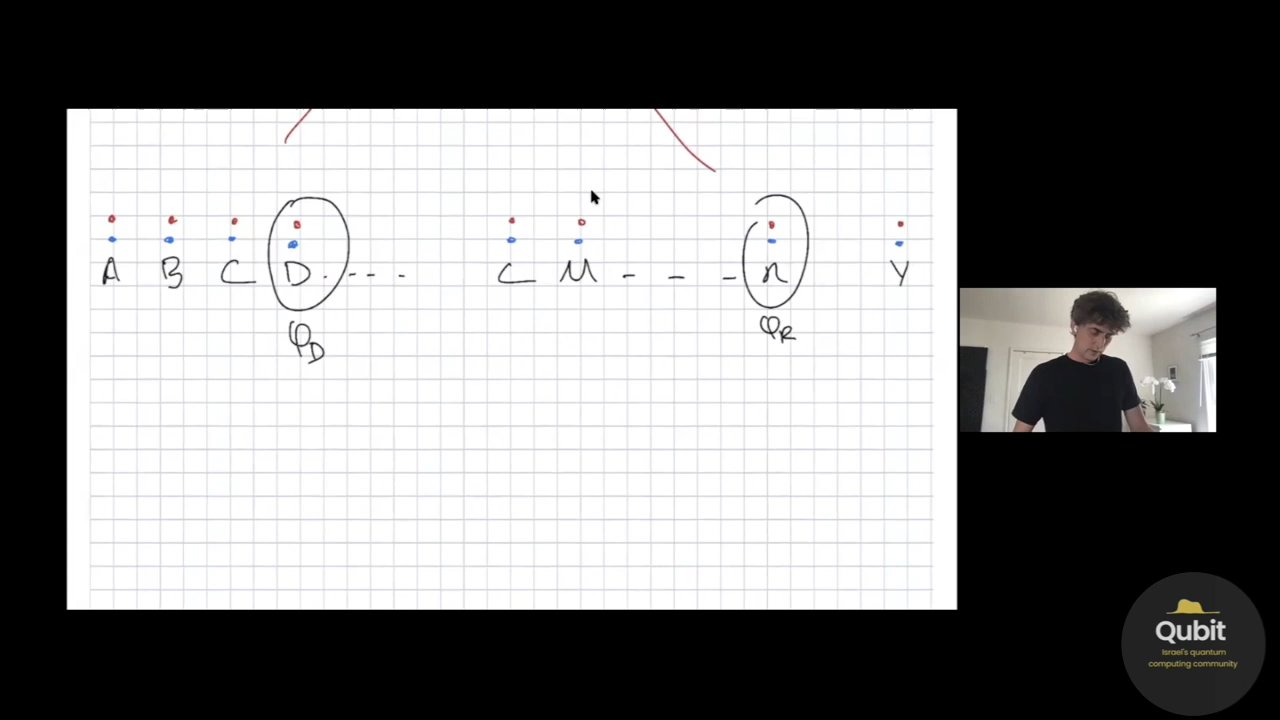 A B C D . - - - L M - - - R Y
φD φR
Qubit
Israel's quantum
computing community